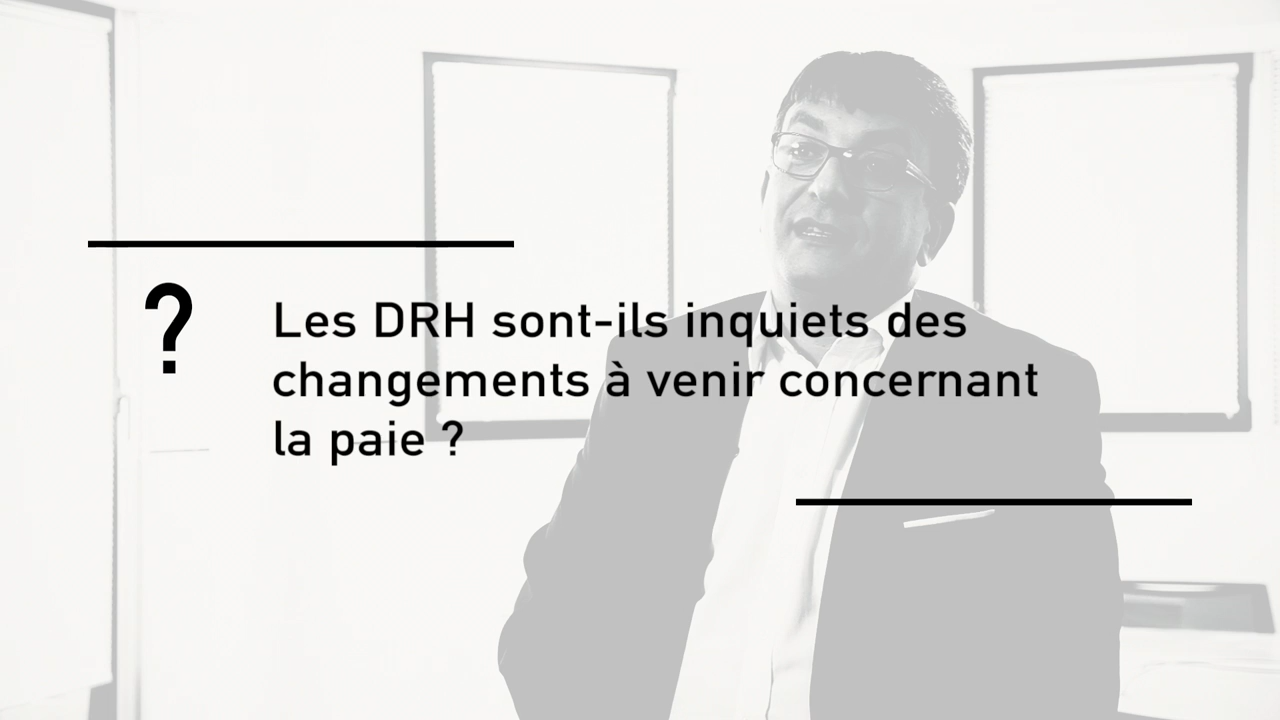 ?
Les DRH sont-ils inquiets des
changements à venir concernant
la paie ?